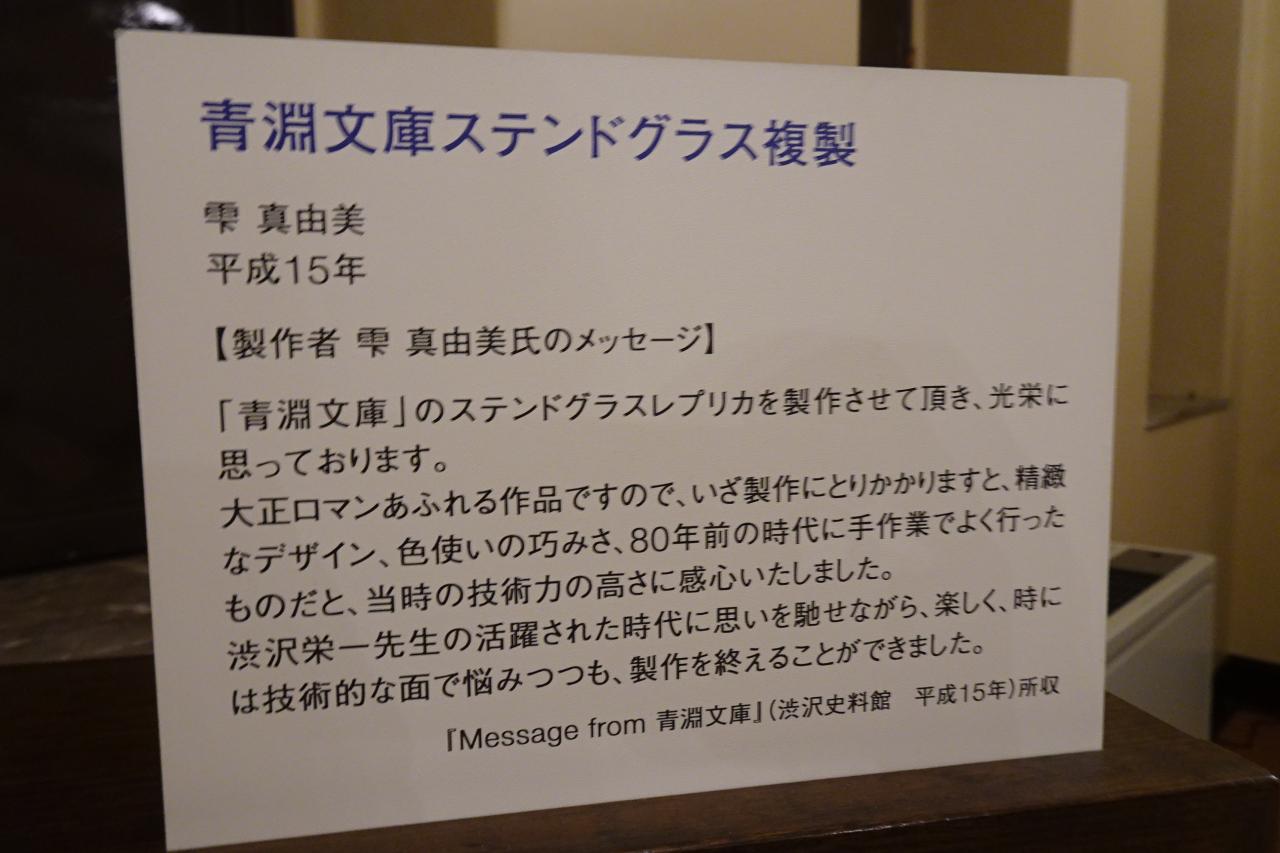 青淵文庫ステンドグラス複製
雫 真由美
平成15年
【製作者 雫 真由美氏のメッセージ】
「青淵文庫」のステンドグラスレプリカを製作させて頂き、光栄に
思っております。
大正ロマンあふれる作品ですので、いざ製作にとりかかりますと、精緻
なデザイン、色使いの巧みさ、80年前の時代に手作業でよく行った
ものだと、当時の技術力の高さに感心いたしました。
渋沢栄一先生の活躍された時代に思いを馳せながら、楽しく、時に
は技術的な面で悩みつつも、製作を終えることができました。
『Message from 青淵文庫』（渋沢史料館　平成15年）所収